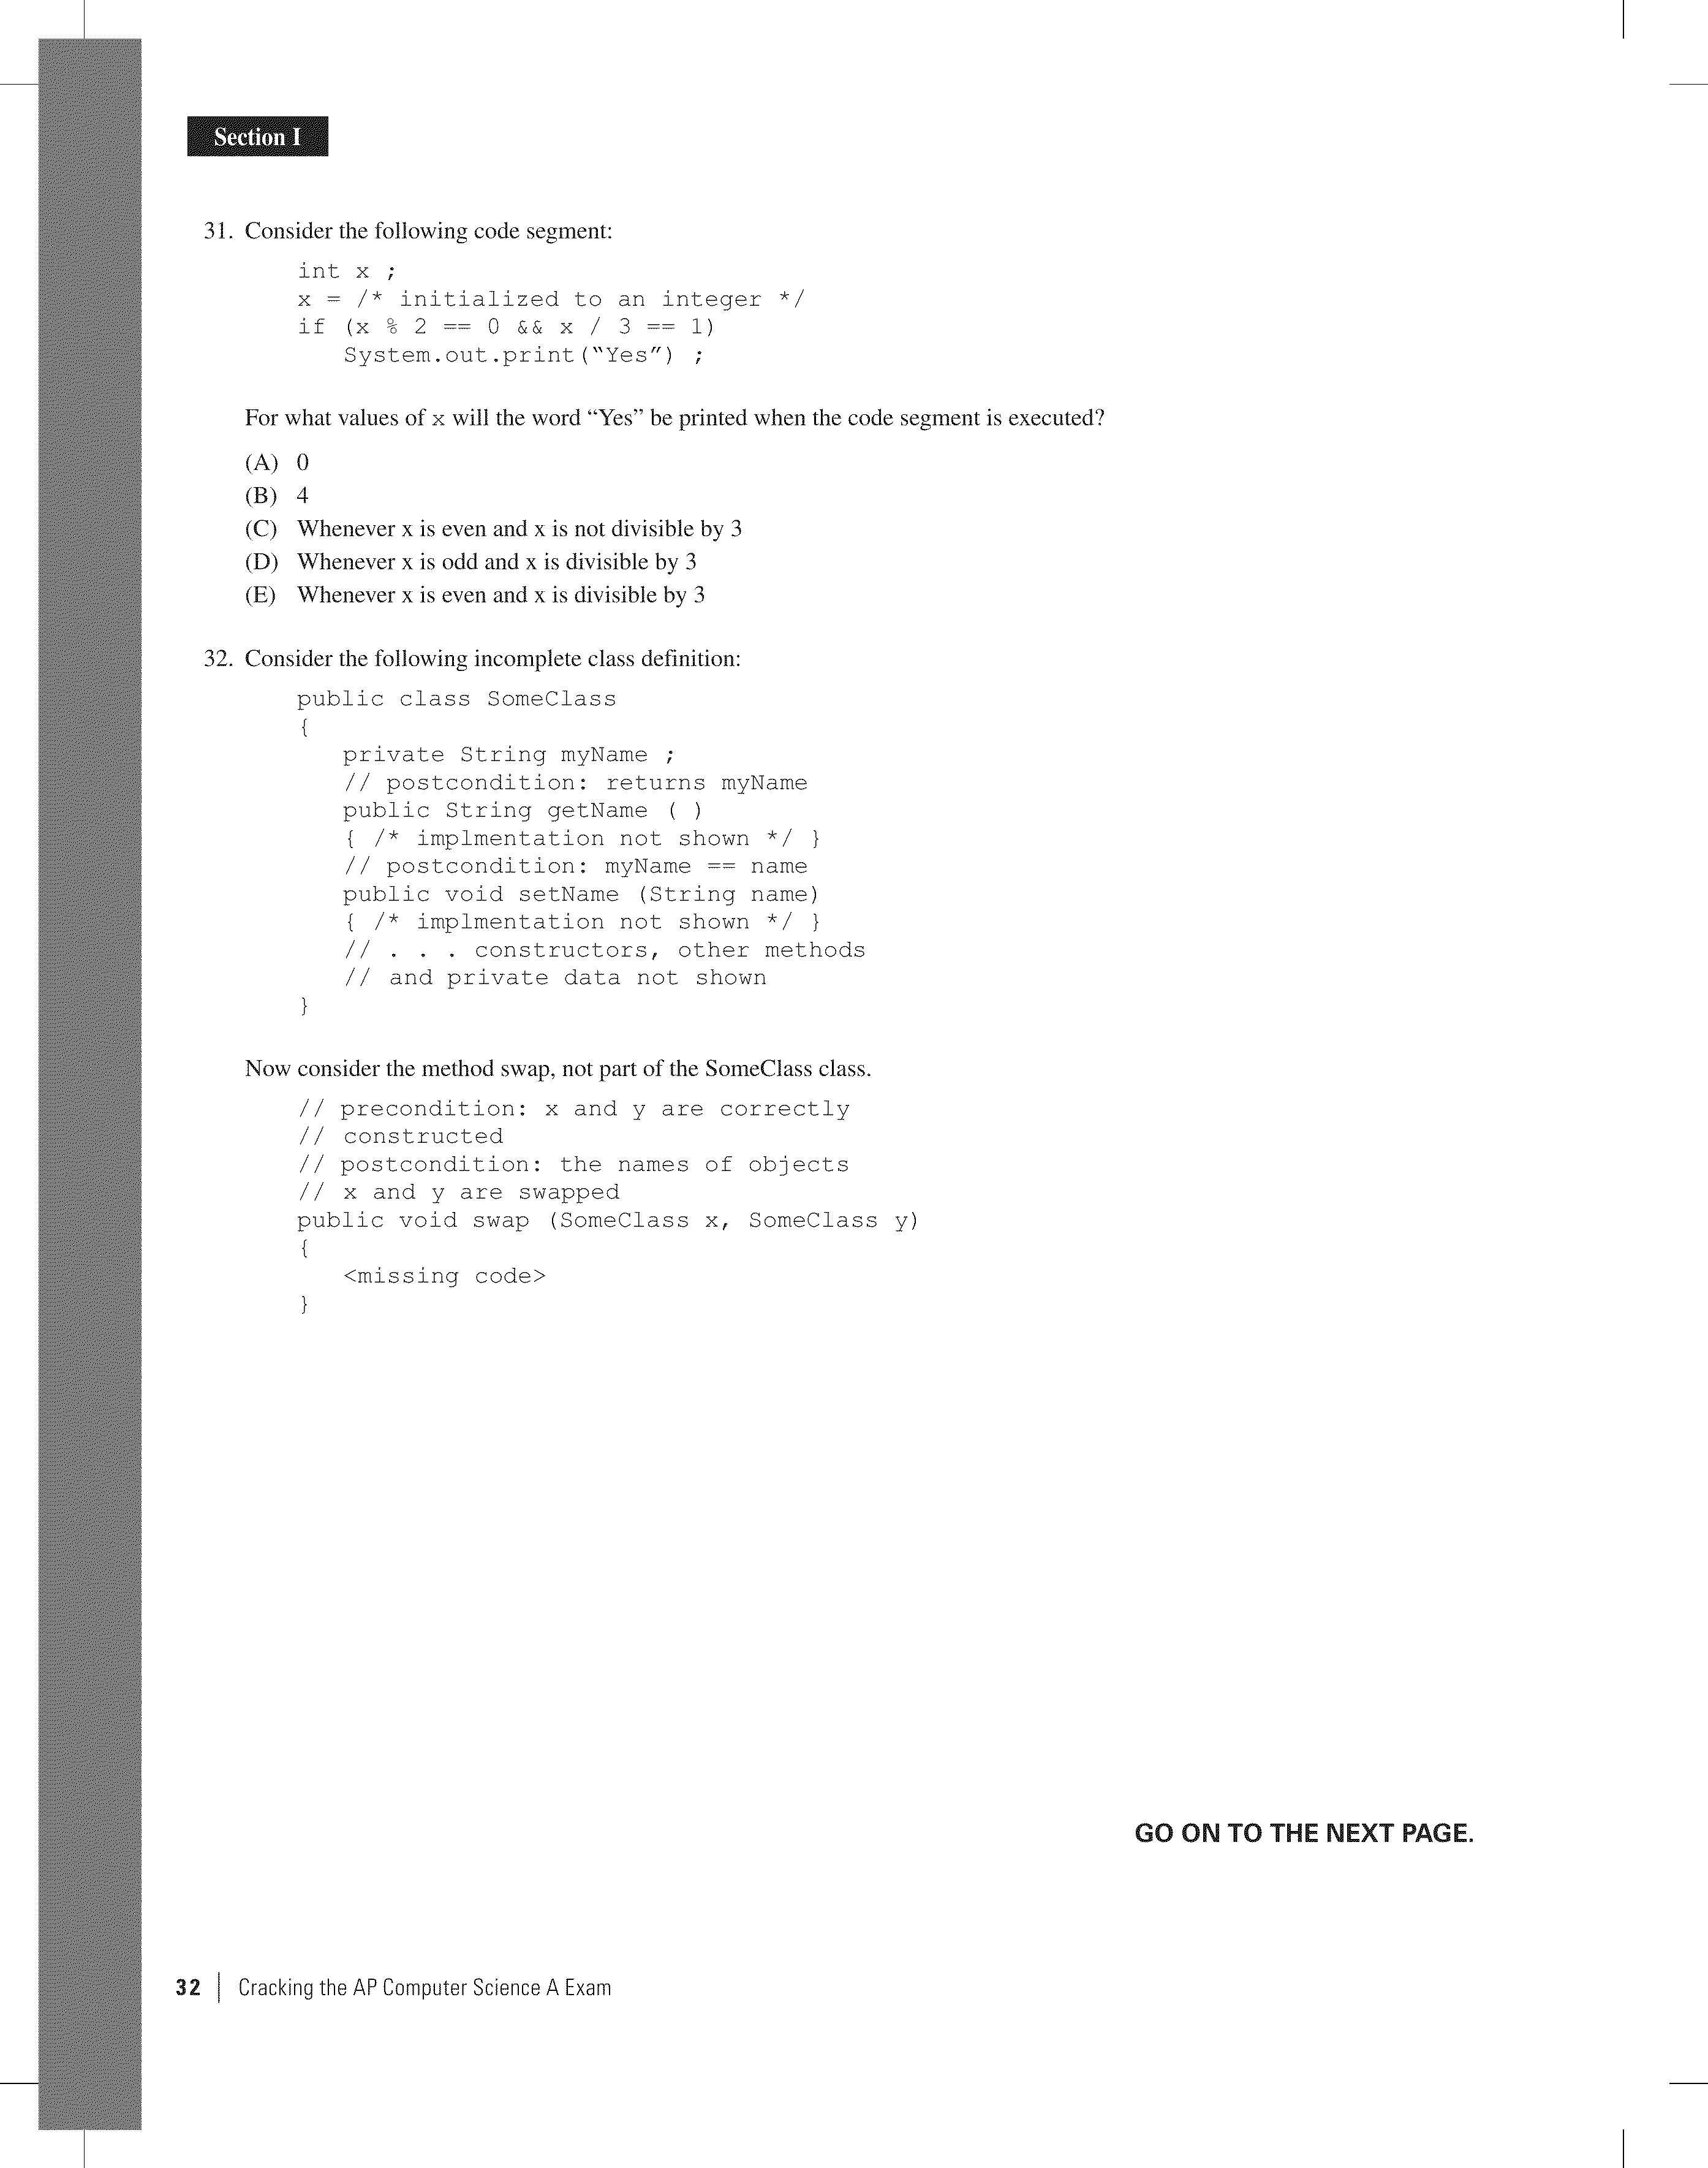 Section I
31. Consider the following code segment:
int x ;
x = /* initialized to an integer */
if (x % 2 == 0 && x / 3 == 1)
System.out.print(“Yes”) ;
For what values of x will the word “Yes” be printed when the code segment is executed?
(A) 0
(B) 4
(C) Whenever x is even and x is not divisible by 3
(D) Whenever x is odd and x is divisible by 3
(E) Whenever x is even and x is divisible by 3
32. Consider the following incomplete class definition:
public class SomeClass
{
private String myName ;
// postcondition: returns myName
public String getName ( )
{ /* implmentation not shown */ }
// postcondition: myName == name
public void setName (String name)
{ /* implmentation not shown */ }
// . . . constructors, other methods
// and private data not shown
}
Now consider the method swap, not part of the SomeClass class.
// precondition: x and y are correctly
// constructed
// postcondition: the names of objects
// x and y are swapped
public void swap (SomeClass x, SomeClass y)
{
<missing code>
}
GO ON TO THE NEXT PAGE.
32 | Cracking the AP Computer Science A Exam